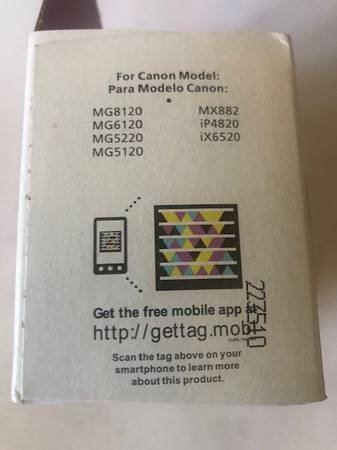 For Canon Model:
Para Modelo Canon:
MG8120 MX882
MG6120 iP4820
MG5220 iX6520
MG5120
Get the free mobile app at
http://gettag.mobi
Scan the tag above on your
smartphone to learn more
about this product.
223510